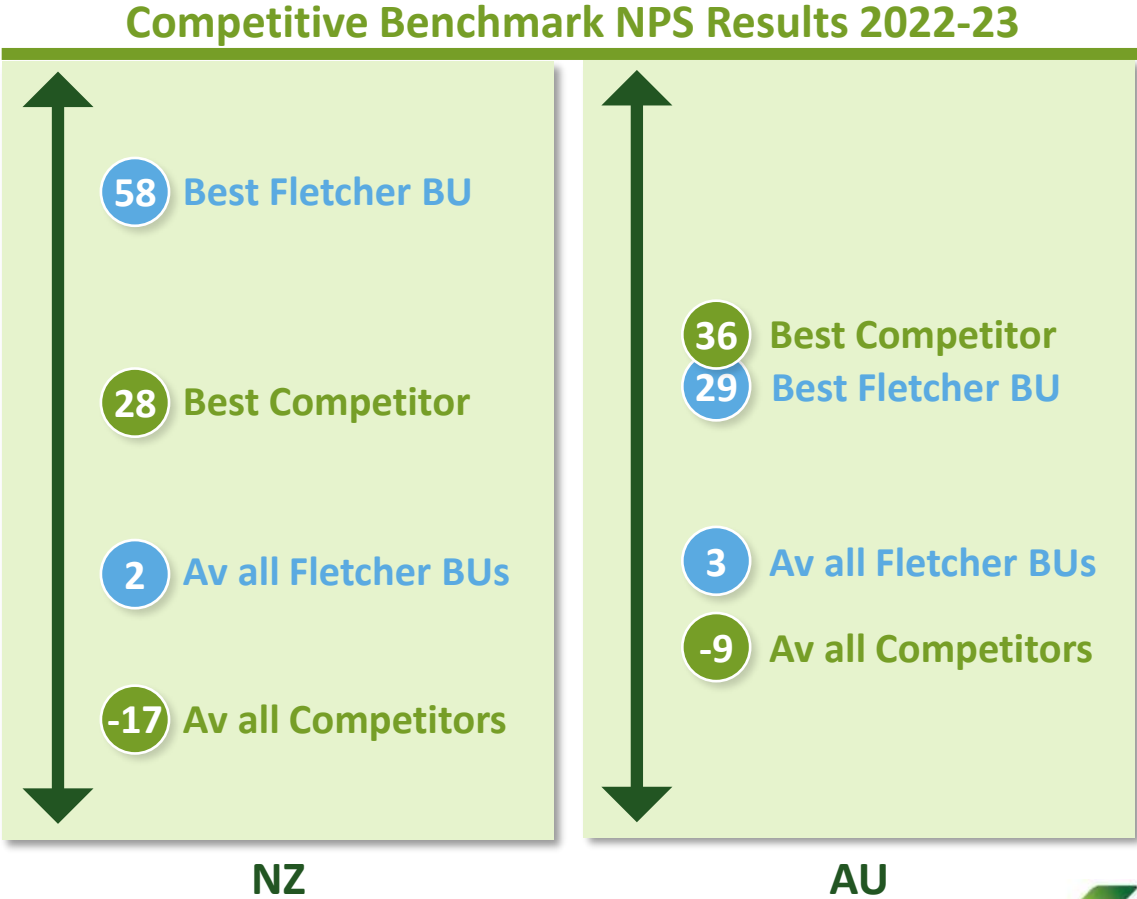 Competitive Benchmark NPS Results 2022-23
58 Best Fletcher BU
28 Best Competitor
2 Av all Fletcher BUs
-17 Av all Competitors
NZ
36 Best Competitor
29 Best Fletcher BU
3 Av all Fletcher BUs
-9 Av all Competitors
AU